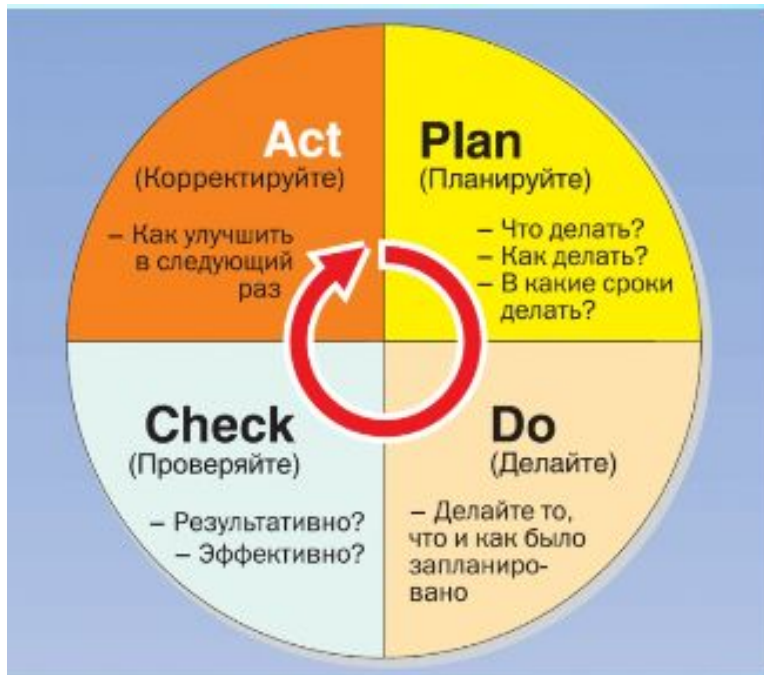 Act
(Корректируйте)
– Как улучшить
в следующий
раз
Plan
(Планируйте)
– Что делать?
– Как делать?
– В какие сроки
делать?
Check
(Проверяйте)
– Результативно?
– Эффективно?
Do
(Делайте)
– Делайте то,
что и как было
запланиро-
вано